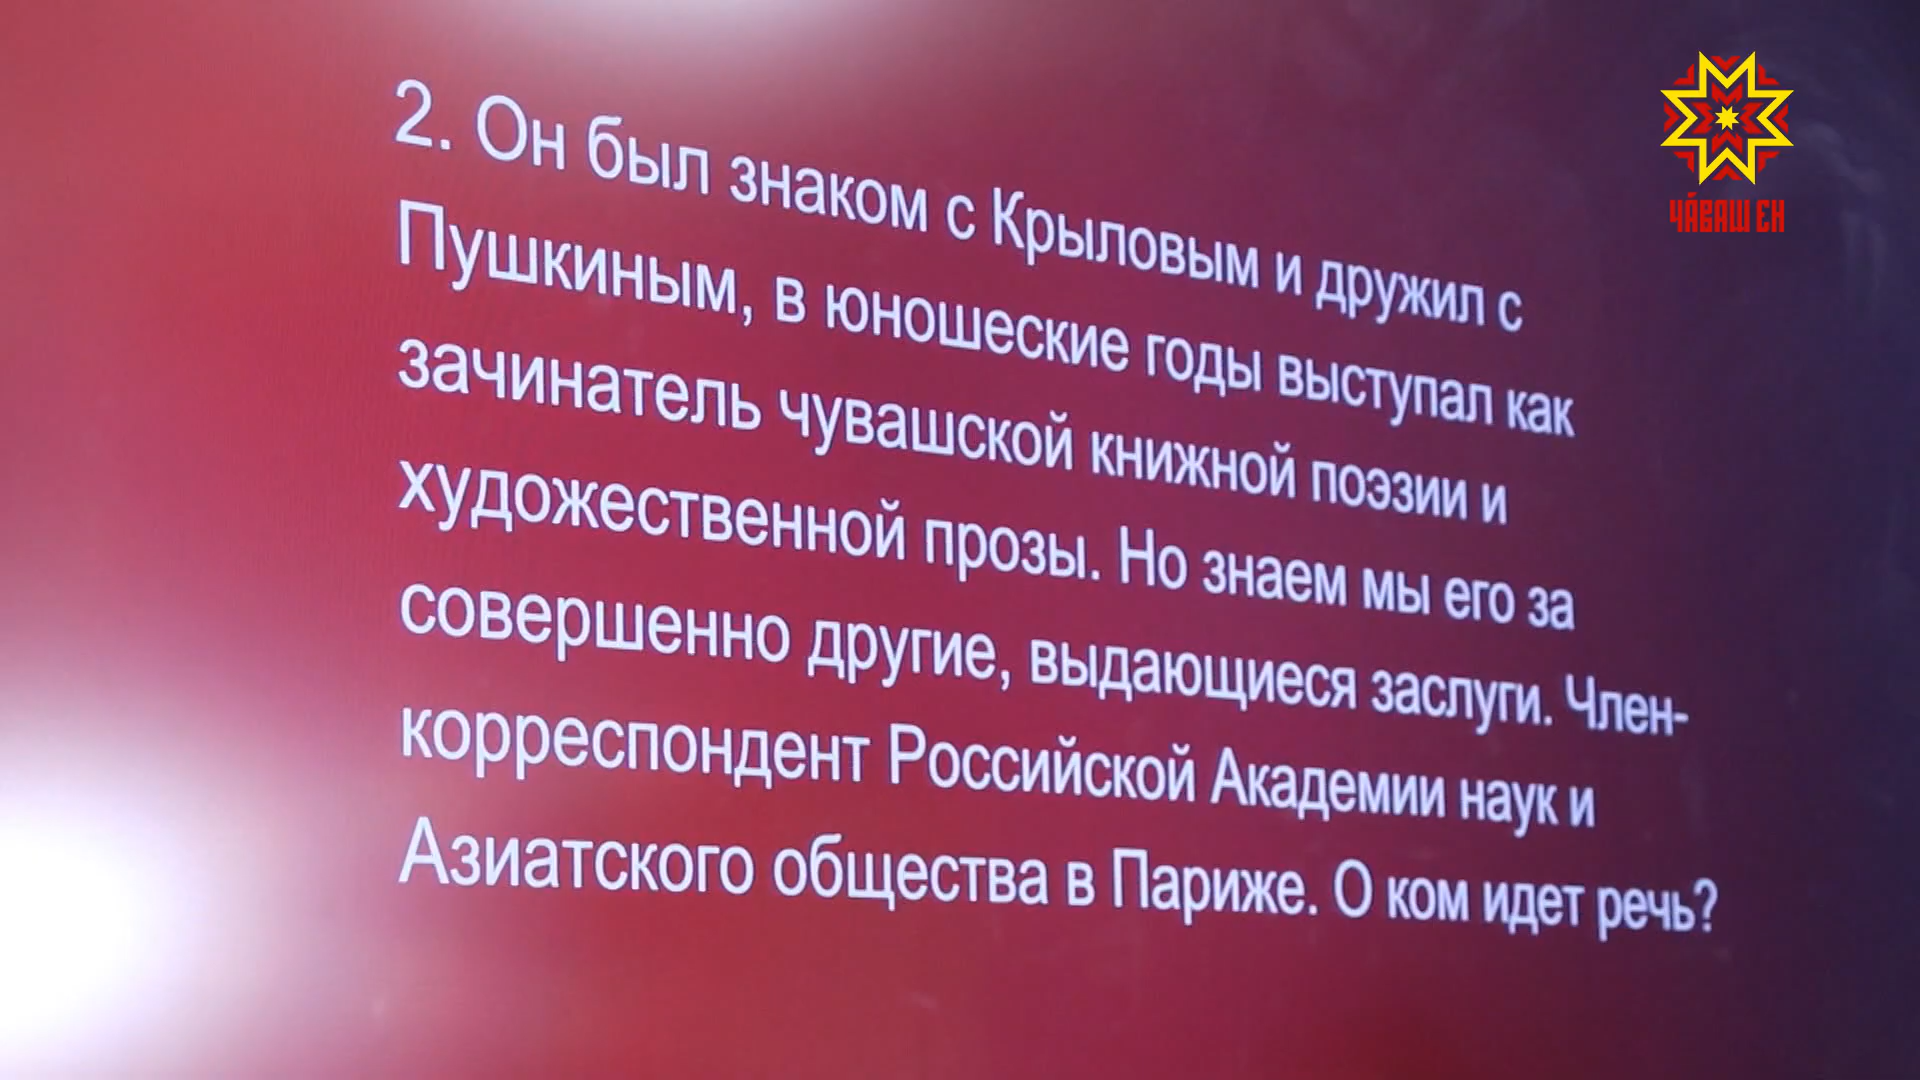 2. Он был знаком с Крыловым и дружил с
Пушкиным, в юношеские годы выступал как
зачинатель чувашской книжной поэзии и
художественной прозы. Но знаем мы его за
совершенно другие, выдающиеся заслуги. Член-
корреспондент Российской Академии наук и
Азиатского общества в Париже. О ком идет речь?
ЧӐВАШ ЕН